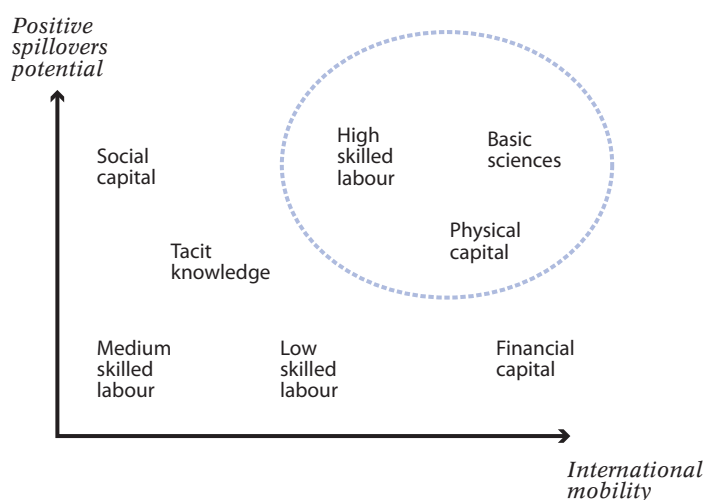 Positive
spillovers
potential
High
skilled
labour
Basic
sciences
Social
capital
Physical
capital
Tacit
knowledge
Medium
skilled
labour
Low
skilled
labour
Financial
capital
International
mobility